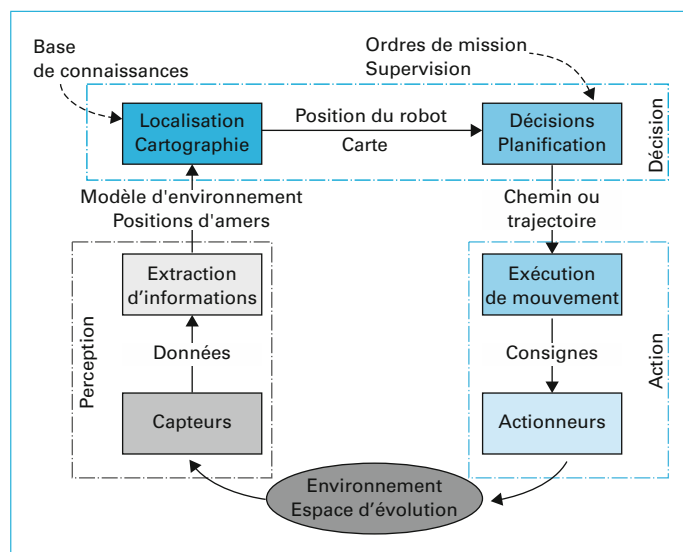 Base
de connaissances
Ordres de mission
Supervision
Localisation
Cartographie
Position du robot
Carte
Décisions
Planification
Décision
Modèle d'environnement
Positions d'amers
Chemin ou
trajectoire
Extraction
d’informations
Exécution
de mouvement
Perception
Données
Consignes
Action
Capteurs
Actionneurs
Environnement
Espace d’évolution